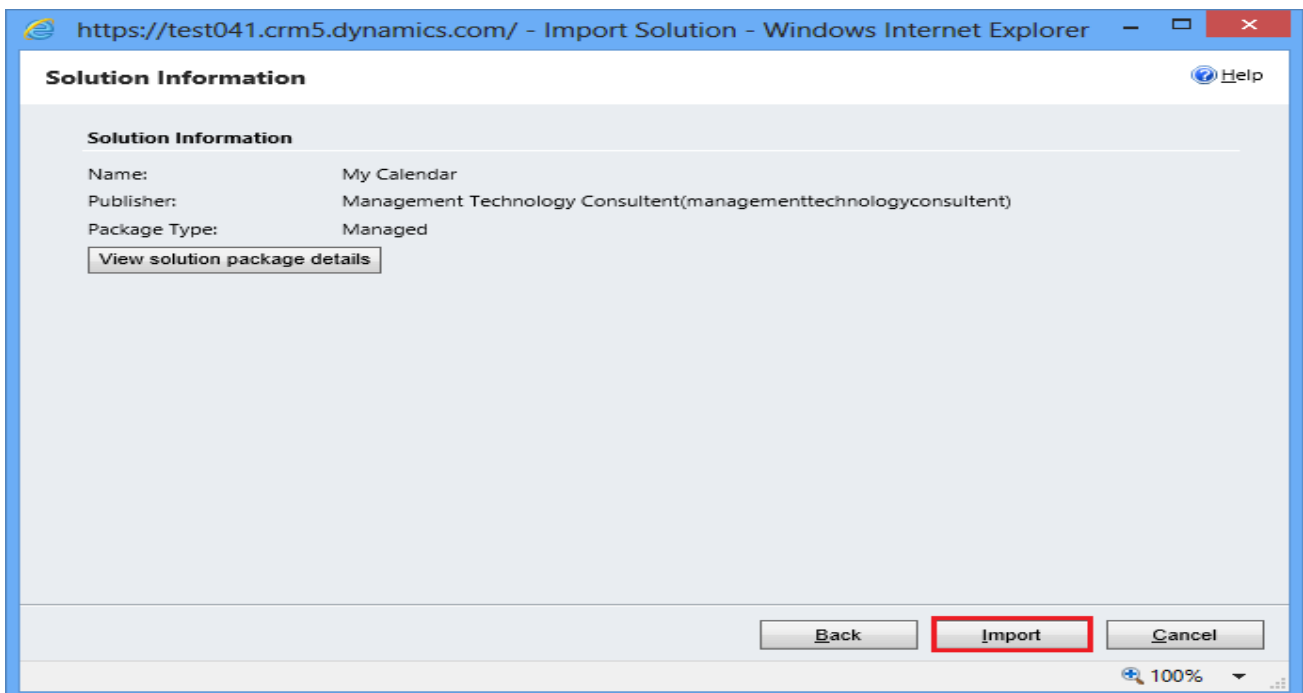 https://test041.crm5.dynamics.com/ - Import Solution - Windows Internet Explorer
Solution Information
Help
Solution Information
Name: My Calendar
Publisher: Management Technology Consultent(managementtechnologyconsultent)
Package Type: Managed
View solution package details
Back Import Cancel
100%